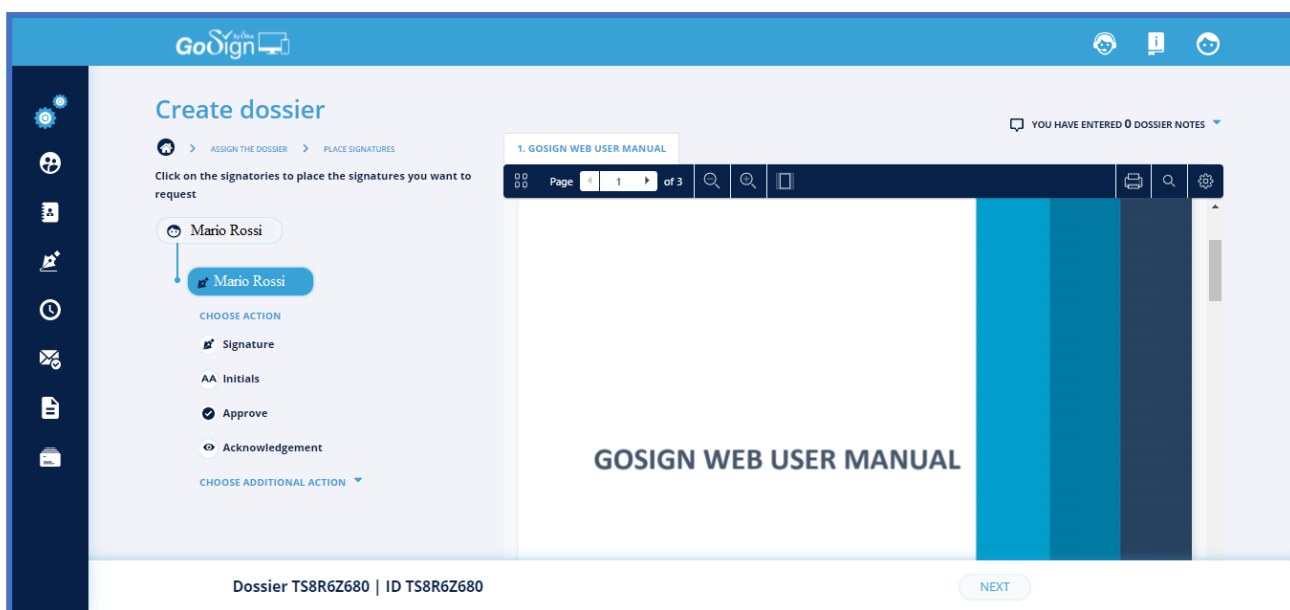 GoSign
Create dossier
YOU HAVE ENTERED 0 DOSSIER NOTES
ASSIGN THE DOSSIER > PLACE SIGNATURES
1. GOSIGN WEB USER MANUAL
Click on the signatories to place the signatures you want to
request
Page 1 of 3
Mario Rossi
Mario Rossi
CHOOSE ACTION
Signature
AA Initials
Approve
Acknowledgement
CHOOSE ADDITIONAL ACTION
GOSIGN WEB USER MANUAL
Dossier TS8R6Z680 | ID TS8R6Z680
NEXT